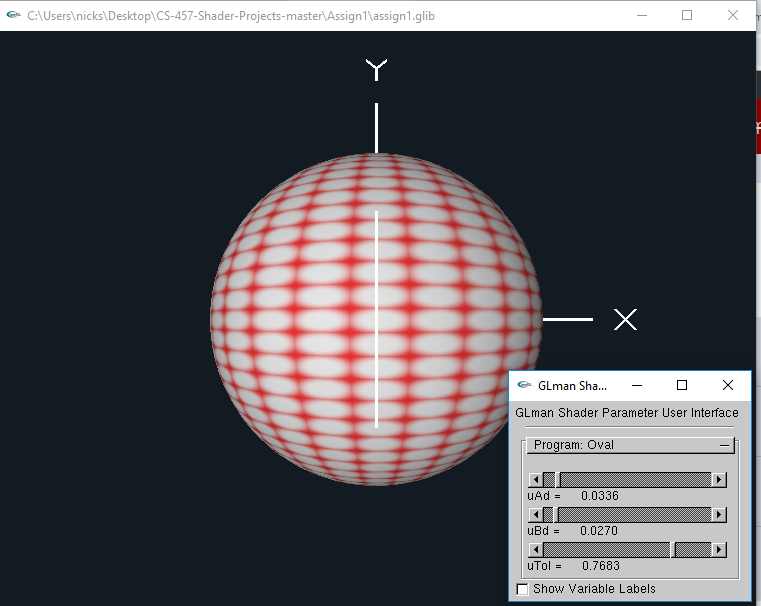 C:\Users\nicks\Desktop\CS-457-Shader-Projects-master\Assign1\assign1.glib
Y
X
GLman Sha...
GLman Shader Parameter User Interface
Program: Oval
uAd = 0.0336
uBd = 0.0270
uTol = 0.7683
Show Variable Labels